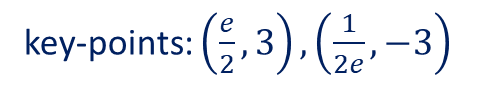 key-points: (e/2, 3), (1/2e, −3)